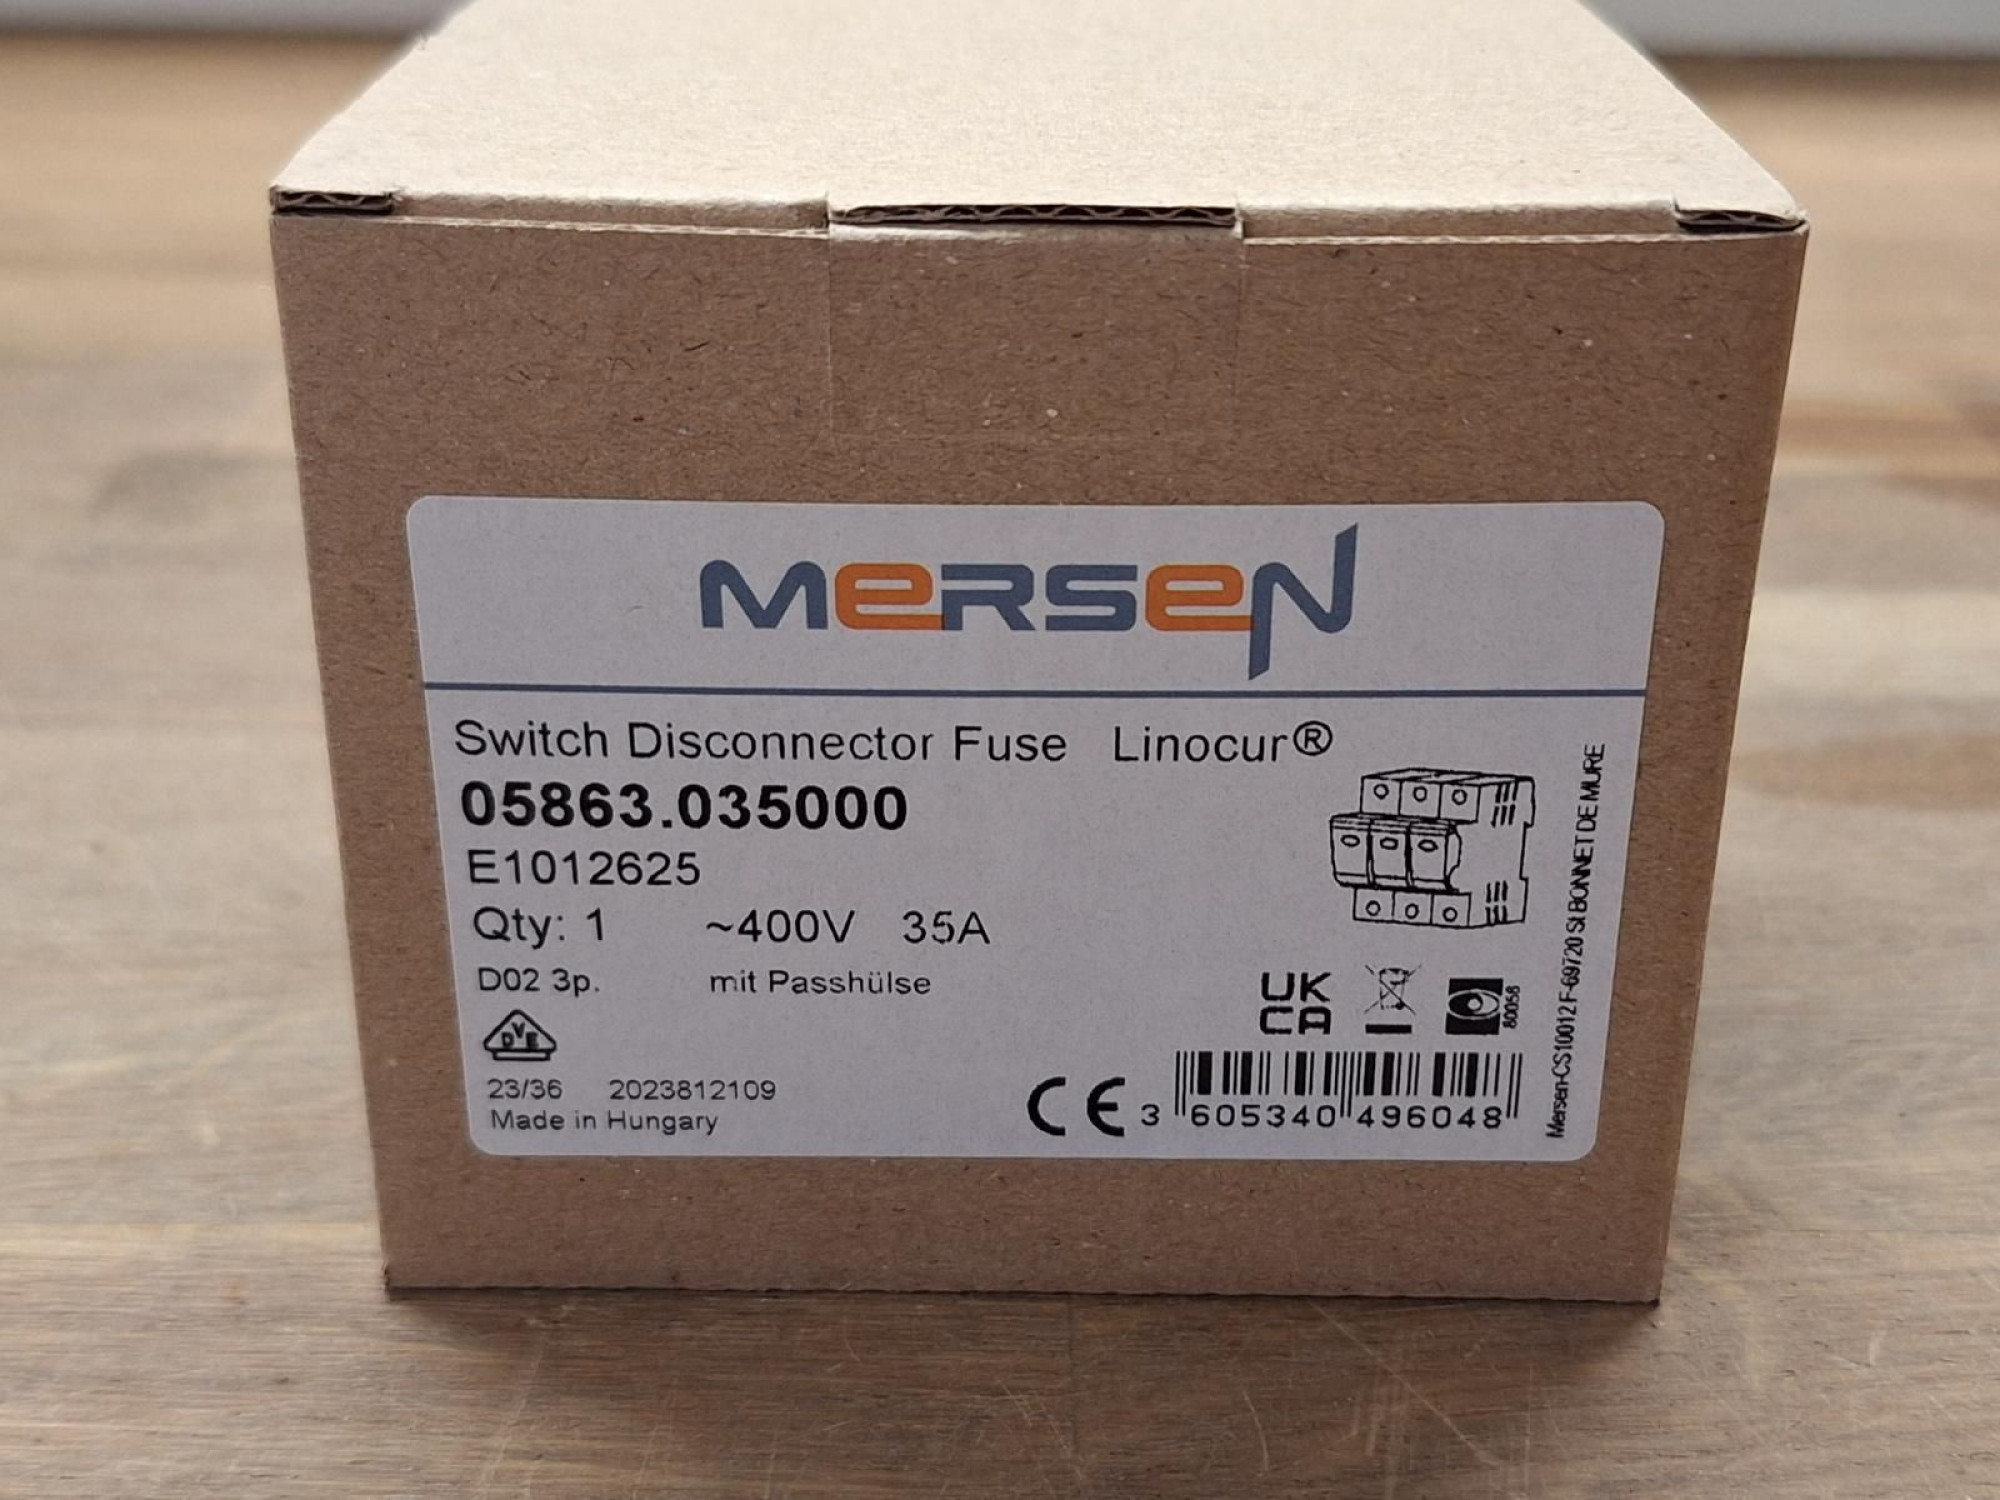 MERSEN
Switch Disconnector Fuse Linocur®
05863.035000
E1012625
Qty: 1 ~400V 35A
D02 3p. mit Passhülse
DVE
23/36 2023812109
Made in Hungary
UK
CA
80058
CE
3 605340 496048
Mersen-CS10012 F-69720 St BONNET DE MURE